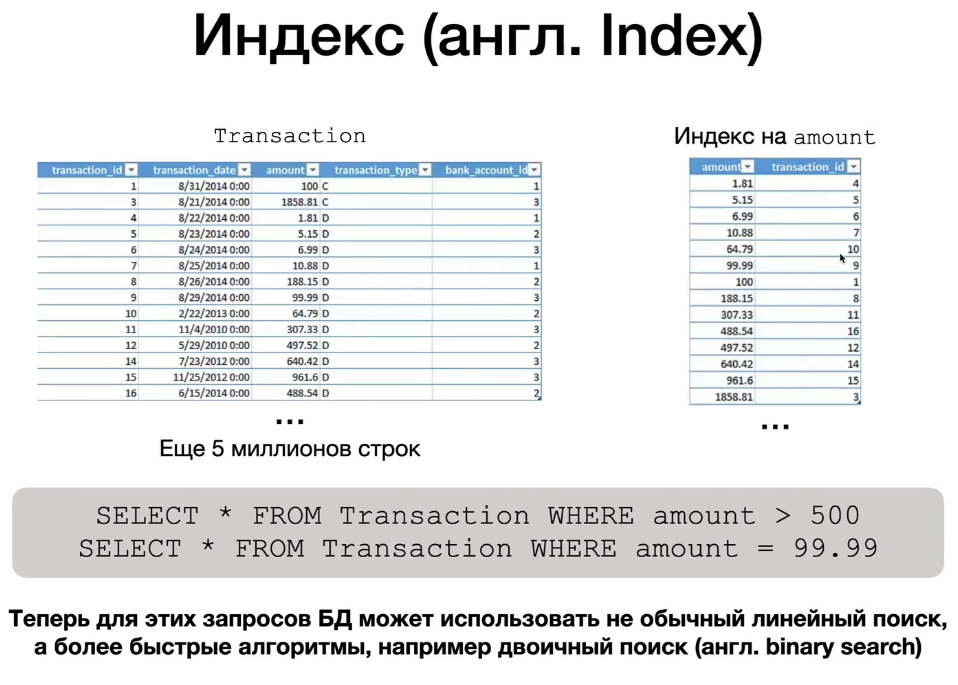 Индекс (англ. Index)
Transaction
transaction_id transaction_date amount transaction_type bank_account_id
1 8/31/2014 0:00 100 C 1
3 8/21/2014 0:00 1858.81 C 3
4 8/22/2014 0:00 1.81 D 1
5 8/23/2014 0:00 5.15 D 2
6 8/24/2014 0:00 6.99 D 3
7 8/25/2014 0:00 10.88 D 1
8 8/26/2014 0:00 188.15 D 2
9 8/29/2014 0:00 99.99 D 3
10 2/22/2013 0:00 64.79 D 2
11 11/4/2010 0:00 307.33 D 3
12 5/29/2010 0:00 497.52 D 2
14 7/23/2012 0:00 640.42 D 3
15 11/25/2012 0:00 961.6 D 3
16 6/15/2014 0:00 488.54 D 2
...
Еще 5 миллионов строк
Индекс на amount
amount transaction_id
1.81 4
5.15 5
6.99 6
10.88 7
64.79 10
99.99 9
100 1
188.15 8
307.33 11
488.54 16
497.52 12
640.42 14
961.6 15
1858.81 3
...
SELECT * FROM Transaction WHERE amount > 500
SELECT * FROM Transaction WHERE amount = 99.99
Теперь для этих запросов БД может использовать не обычный линейный поиск,
а более быстрые алгоритмы, например двоичный поиск (англ. binary search)